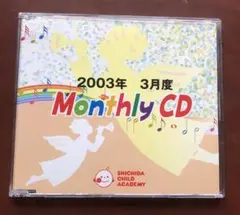 2003年 3月度
Monthly CD
SHICHIDA
CHILD
ACADEMY